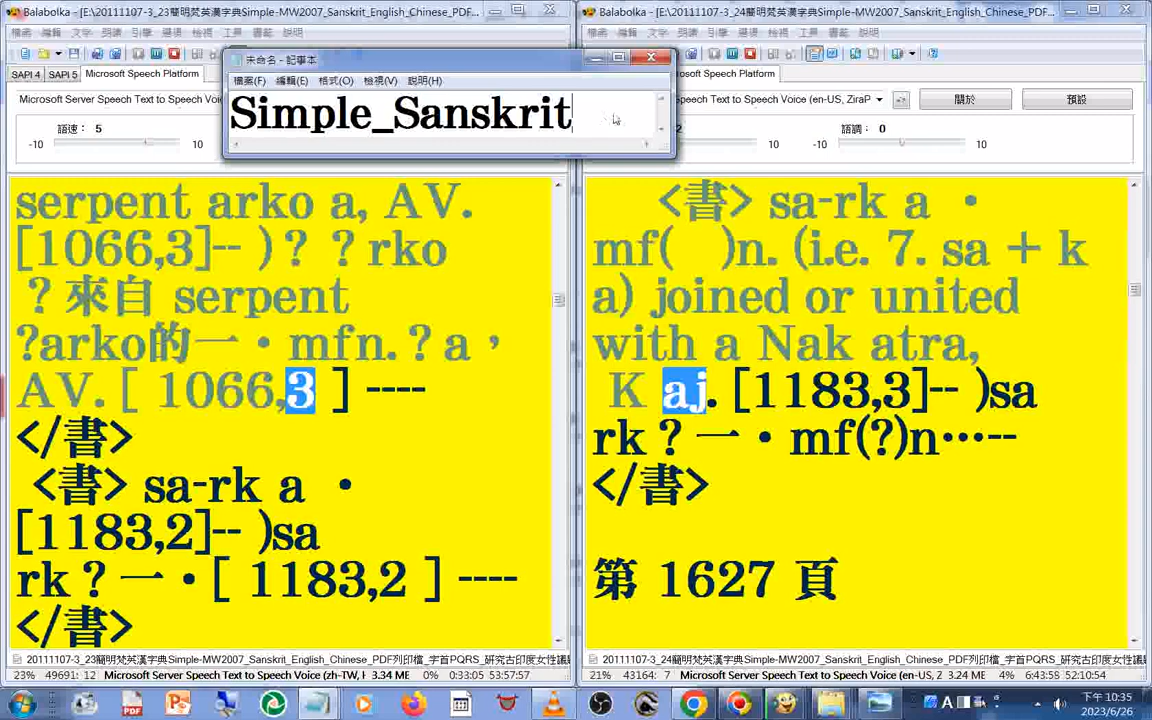 Balabolka - [E:\20111107-3_23簡明梵英漢字典Simple-MW2007_Sanskrit_English_Chinese_PDF...
Balabolka - [E:\20111107-3_24簡明梵英漢字典Simple-MW2007_Sanskrit_English_Chinese_PDF...
SAPI 4 SAPI 5 Microsoft Speech Platform
Speech Platform
未命名 - 記事本
檔案(F) 編輯(E) 格式(O) 檢視(V) 說明(H)
Simple_Sanskrit
Microsoft Server Speech Text to Speech Voi
Speech Text to Speech Voice (en-US, ZiraP
關於 預設
語速： 5
-10 10
2
10
語調： 0
-10 10
serpent arko a, AV.
[1066,3]-- )？？rko
？來自 serpent
?arko的一‧mfn.？a，
AV. [ 1066,3 ] ----
</書>
<書> sa-rk a ‧
[1183,2]-- )sa
rk？一‧[ 1183,2 ] ----
</書>
<書> sa-rk a ‧
mf( )n. (i.e. 7. sa + k
a) joined or united
with a Nak atra,
K aj. [1183,3]-- )sa
rk？一‧mf(?)n…--
</書>
第 1627 頁
20111107-3_23簡明梵英漢字典Simple-MW2007_Sanskrit_English_Chinese_PDF列印檔_字首PQRS_研究古印度女性議
20111107-3_24簡明梵英漢字典Simple-MW2007_Sanskrit_English_Chinese_PDF列印檔_字首PQRS_研究古印度女性
23% 49691: 12 Microsoft Server Speech Text to Speech Voice (zh-TW, H 3.34 ME 0% 0:33:05 53:57:57
21% 43164: 7 Microsoft Server Speech Text to Speech Voice (en-US, Z 3.24 ME 4% 6:43:58 52:10:54
下午 10:35
2023/6/26